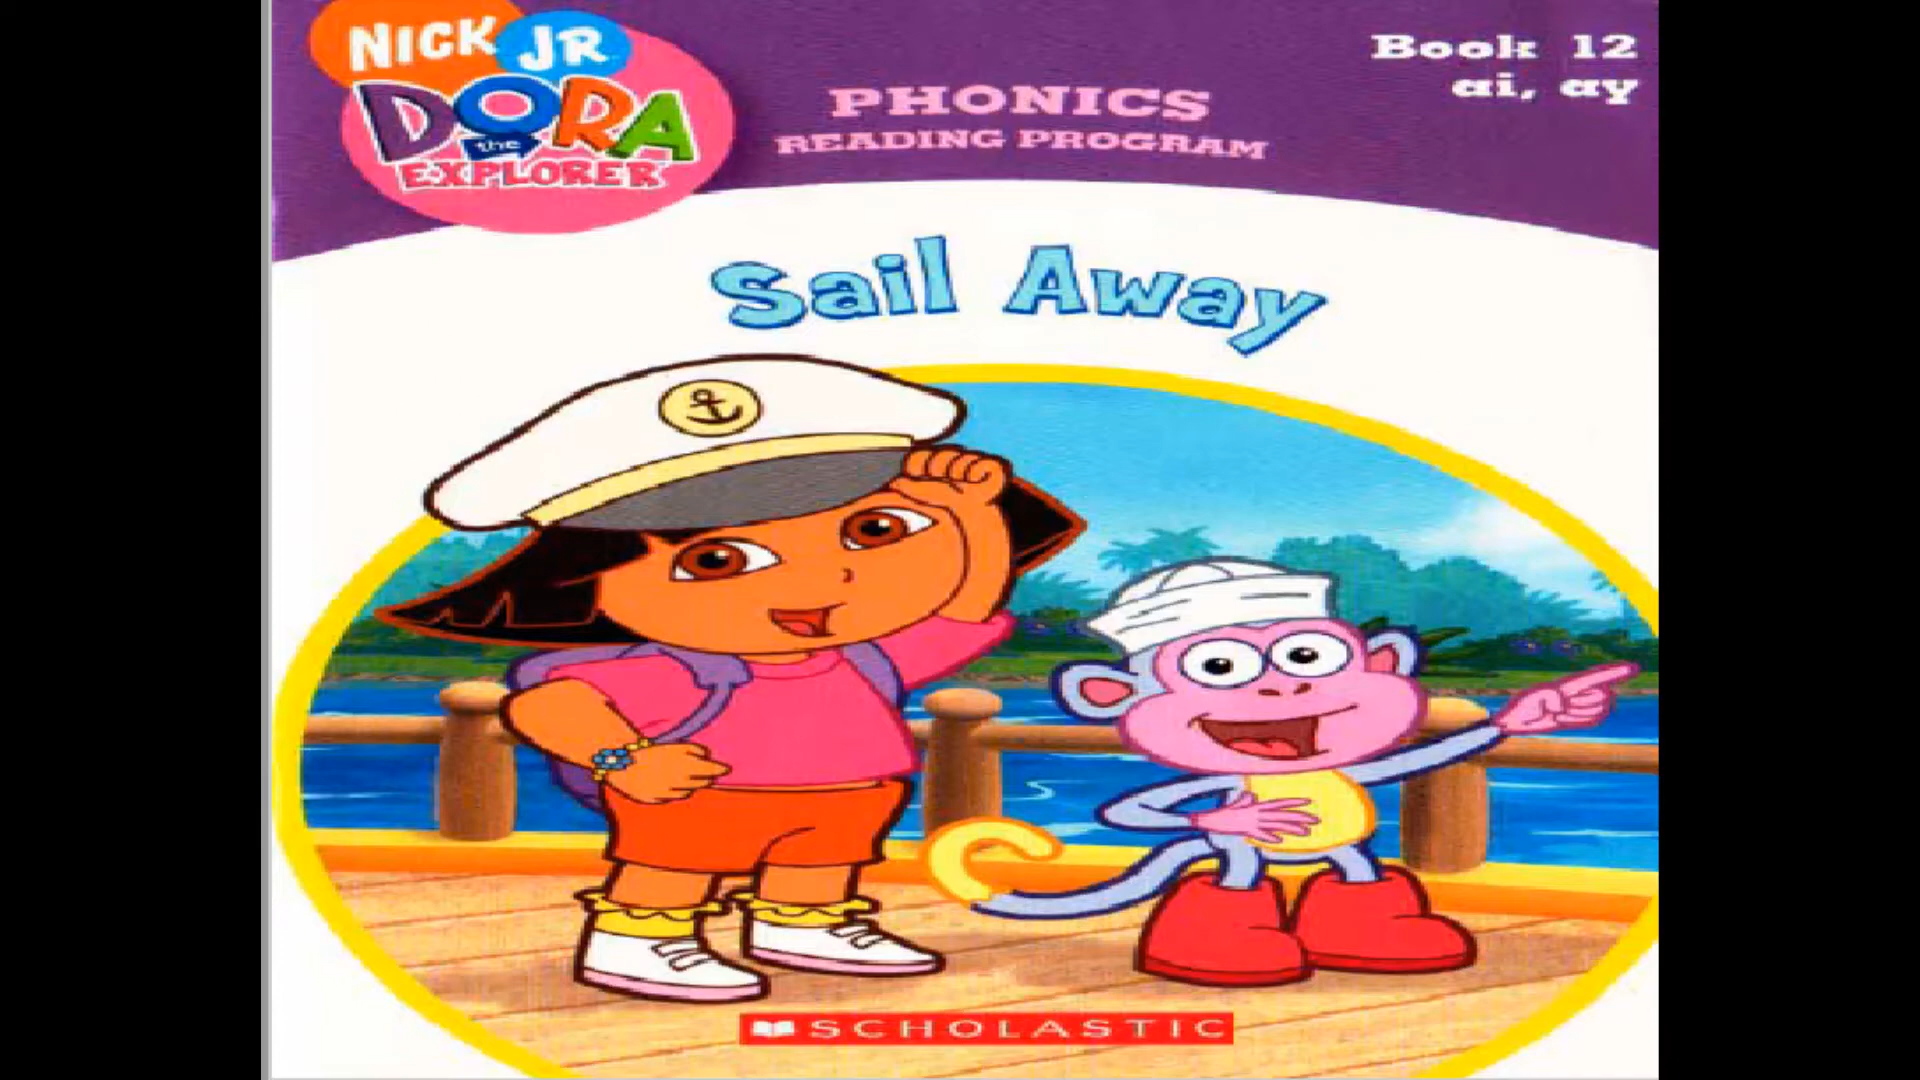 NICK JR
DORA
the
EXPLORER
PHONICS
READING PROGRAM
Book 12
ai, ay
Sail Away
SCHOLASTIC